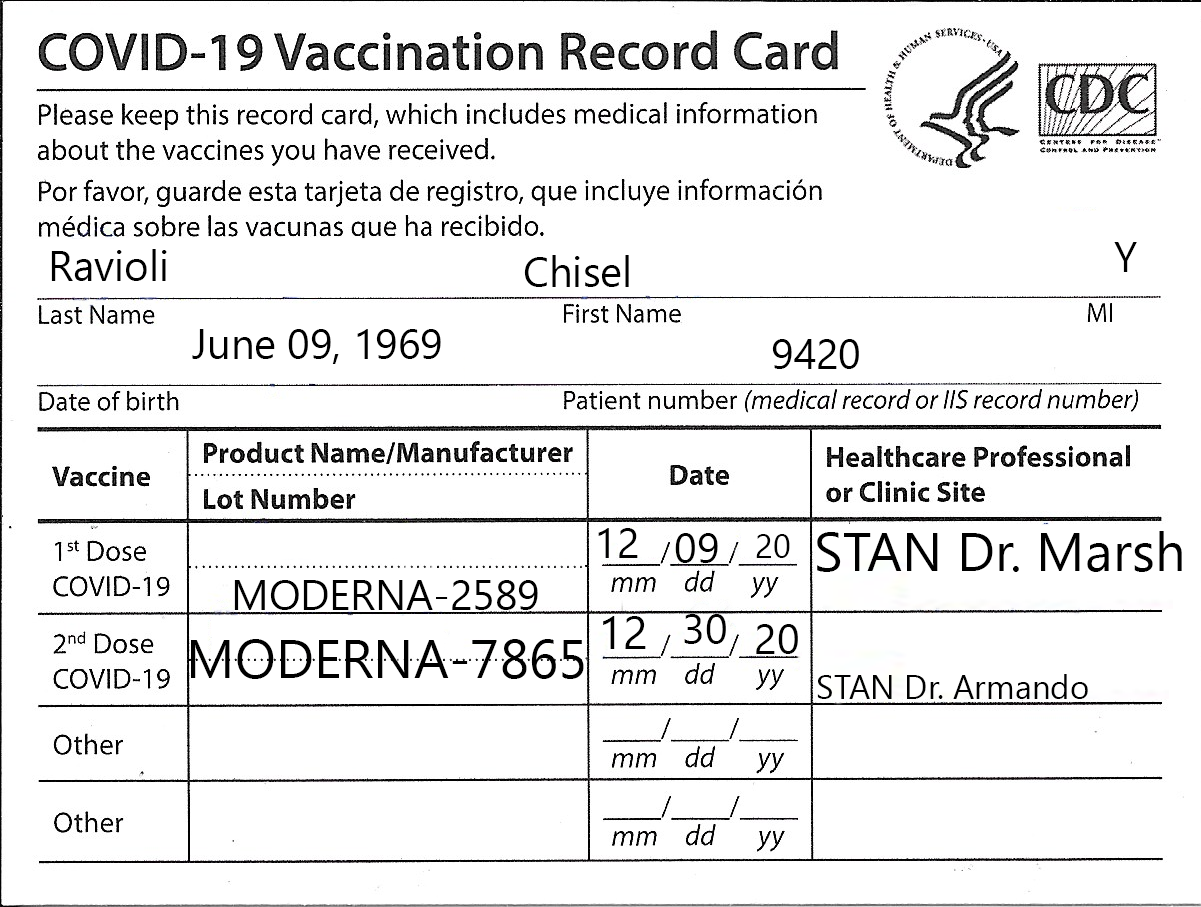 COVID-19 Vaccination Record Card
DEPARTMENT OF HEALTH & HUMAN SERVICES · USA
CDC
CENTERS FOR DISEASE
CONTROL AND PREVENTION
Please keep this record card, which includes medical information
about the vaccines you have received.
Por favor, guarde esta tarjeta de registro, que incluye información
médica sobre las vacunas que ha recibido.
Ravioli Chisel Y
Last Name First Name MI
June 09, 1969 9420
Date of birth Patient number (medical record or IIS record number)
Vaccine
Product Name/Manufacturer
Lot Number
Date
Healthcare Professional
or Clinic Site
1st Dose
COVID-19
MODERNA-2589
12 / 09 / 20
mm dd yy
STAN Dr. Marsh
2nd Dose
COVID-19
MODERNA-7865
12 / 30 / 20
mm dd yy
STAN Dr. Armando
Other
___/___/___
mm dd yy
Other
___/___/___
mm dd yy